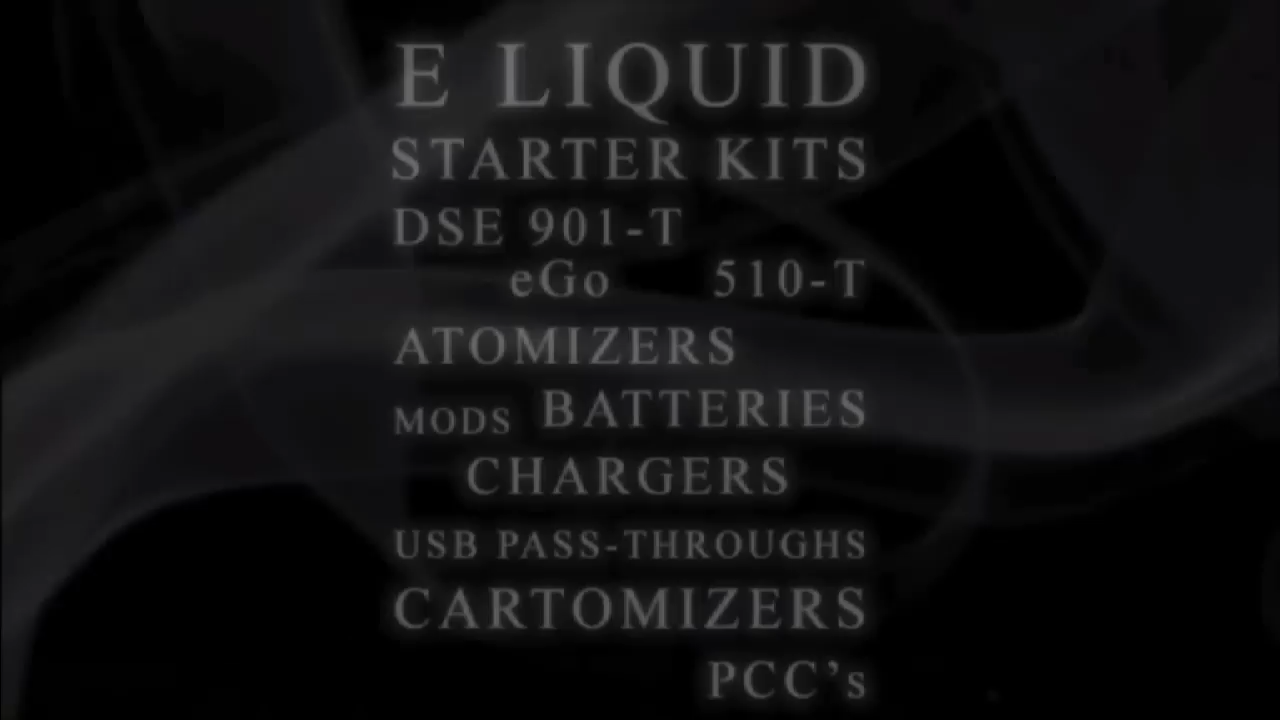 E LIQUID
STARTER KITS
DSE 901-T
eGo 510-T
ATOMIZERS
MODS BATTERIES
CHARGERS
USB PASS-THROUGHS
CARTOMIZERS
PCC's